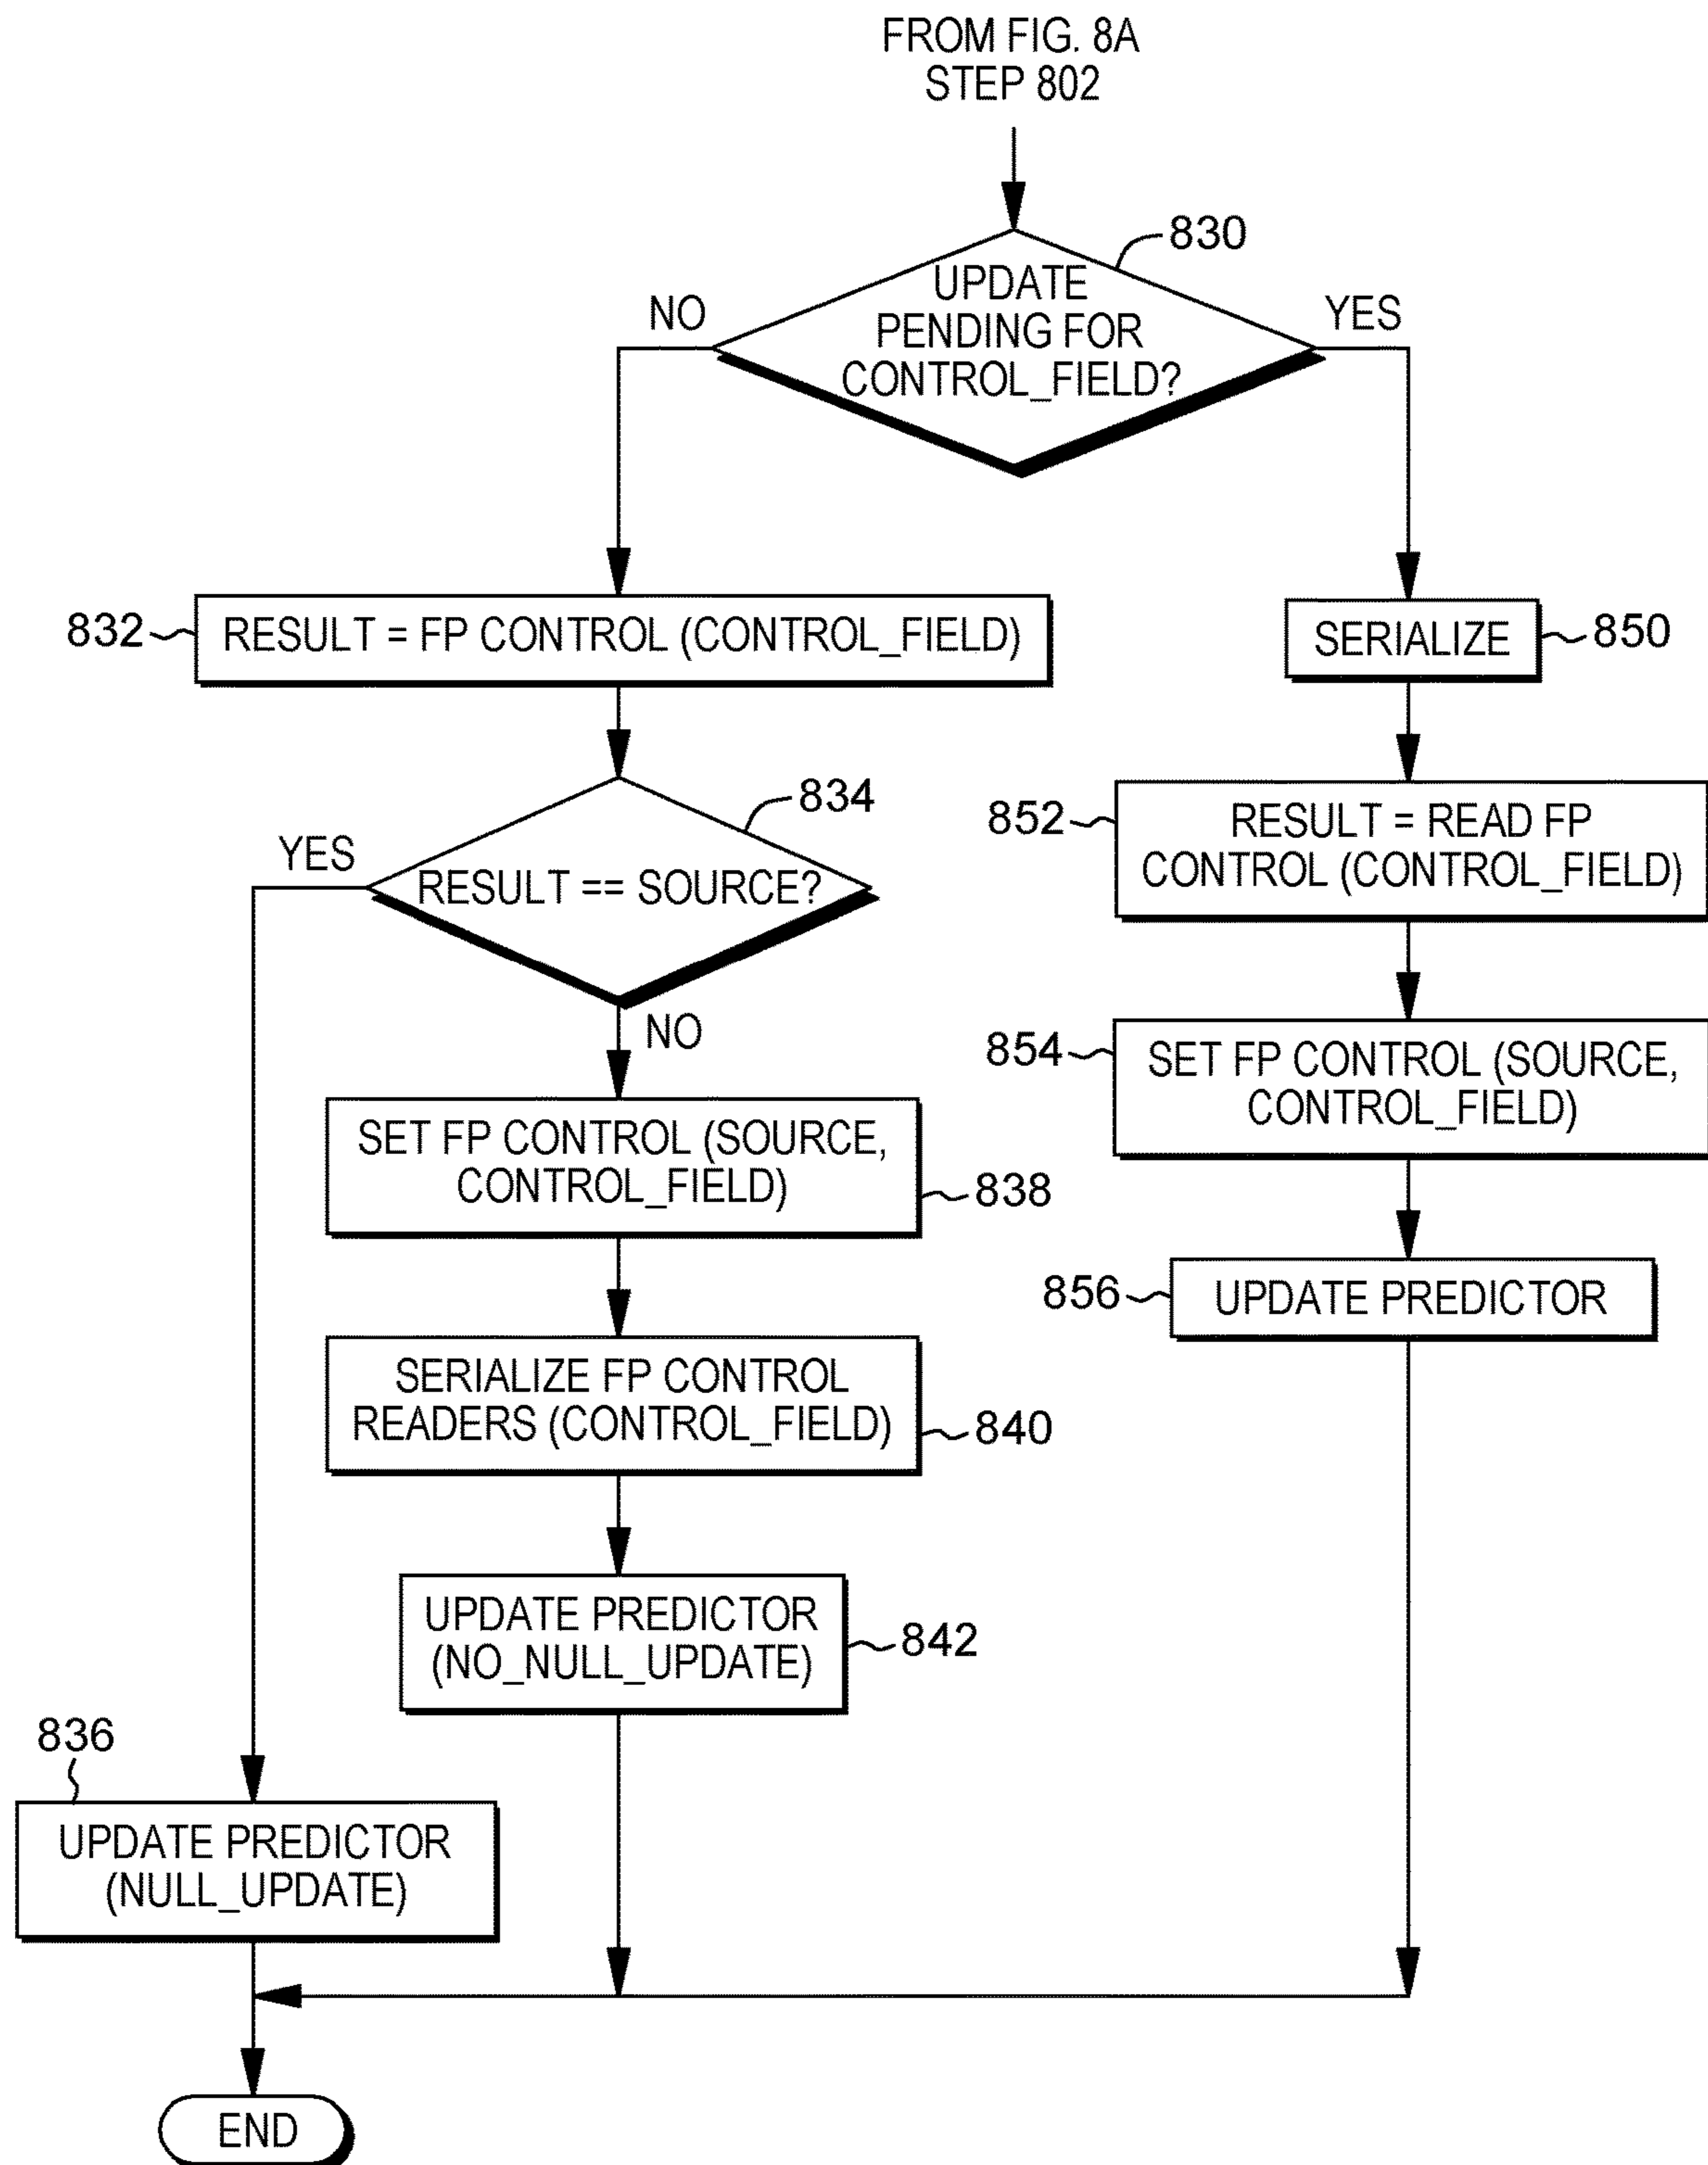 FROM FIG. 8A
STEP 802
830
UPDATE
PENDING FOR
CONTROL_FIELD?
NO
YES
832
RESULT = FP CONTROL (CONTROL_FIELD)
SERIALIZE
850
834
RESULT == SOURCE?
YES
NO
852
RESULT = READ FP
CONTROL (CONTROL_FIELD)
854
SET FP CONTROL (SOURCE,
CONTROL_FIELD)
SET FP CONTROL (SOURCE,
CONTROL_FIELD)
838
856
UPDATE PREDICTOR
SERIALIZE FP CONTROL
READERS (CONTROL_FIELD)
840
UPDATE PREDICTOR
(NO_NULL_UPDATE)
842
836
UPDATE PREDICTOR
(NULL_UPDATE)
END